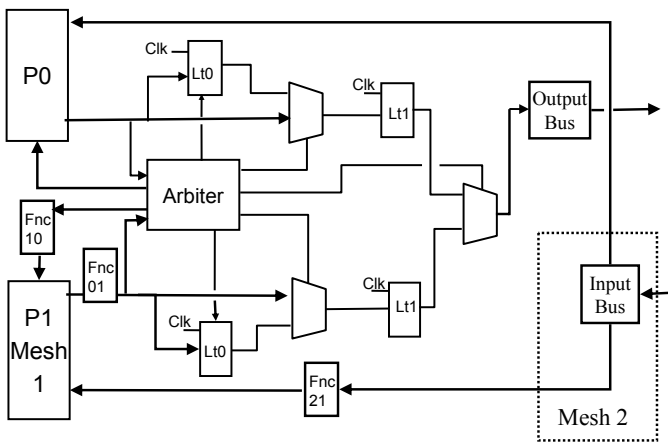 P0
Clk
Lt0
Clk
Lt1
Output
Bus
Arbiter
Fnc
10
Fnc
01
P1
Mesh
1
Clk
Lt0
Clk
Lt1
Input
Bus
Fnc
21
Mesh 2